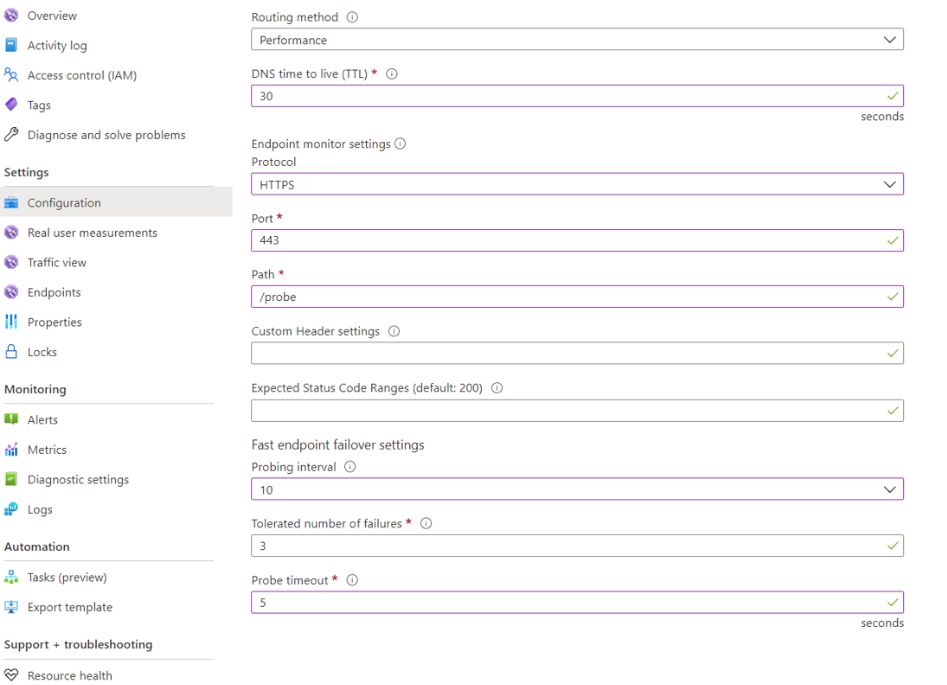 Overview
Activity log
Access control (IAM)
Tags
Diagnose and solve problems
Settings
Configuration
Real user measurements
Traffic view
Endpoints
Properties
Locks
Monitoring
Alerts
Metrics
Diagnostic settings
Logs
Automation
Tasks (preview)
Export template
Support + troubleshooting
Resource health
Routing method
Performance
DNS time to live (TTL) *
30
seconds
Endpoint monitor settings
Protocol
HTTPS
Port *
443
Path *
/probe
Custom Header settings
Expected Status Code Ranges (default: 200)
Fast endpoint failover settings
Probing interval
10
Tolerated number of failures *
3
Probe timeout *
5
seconds